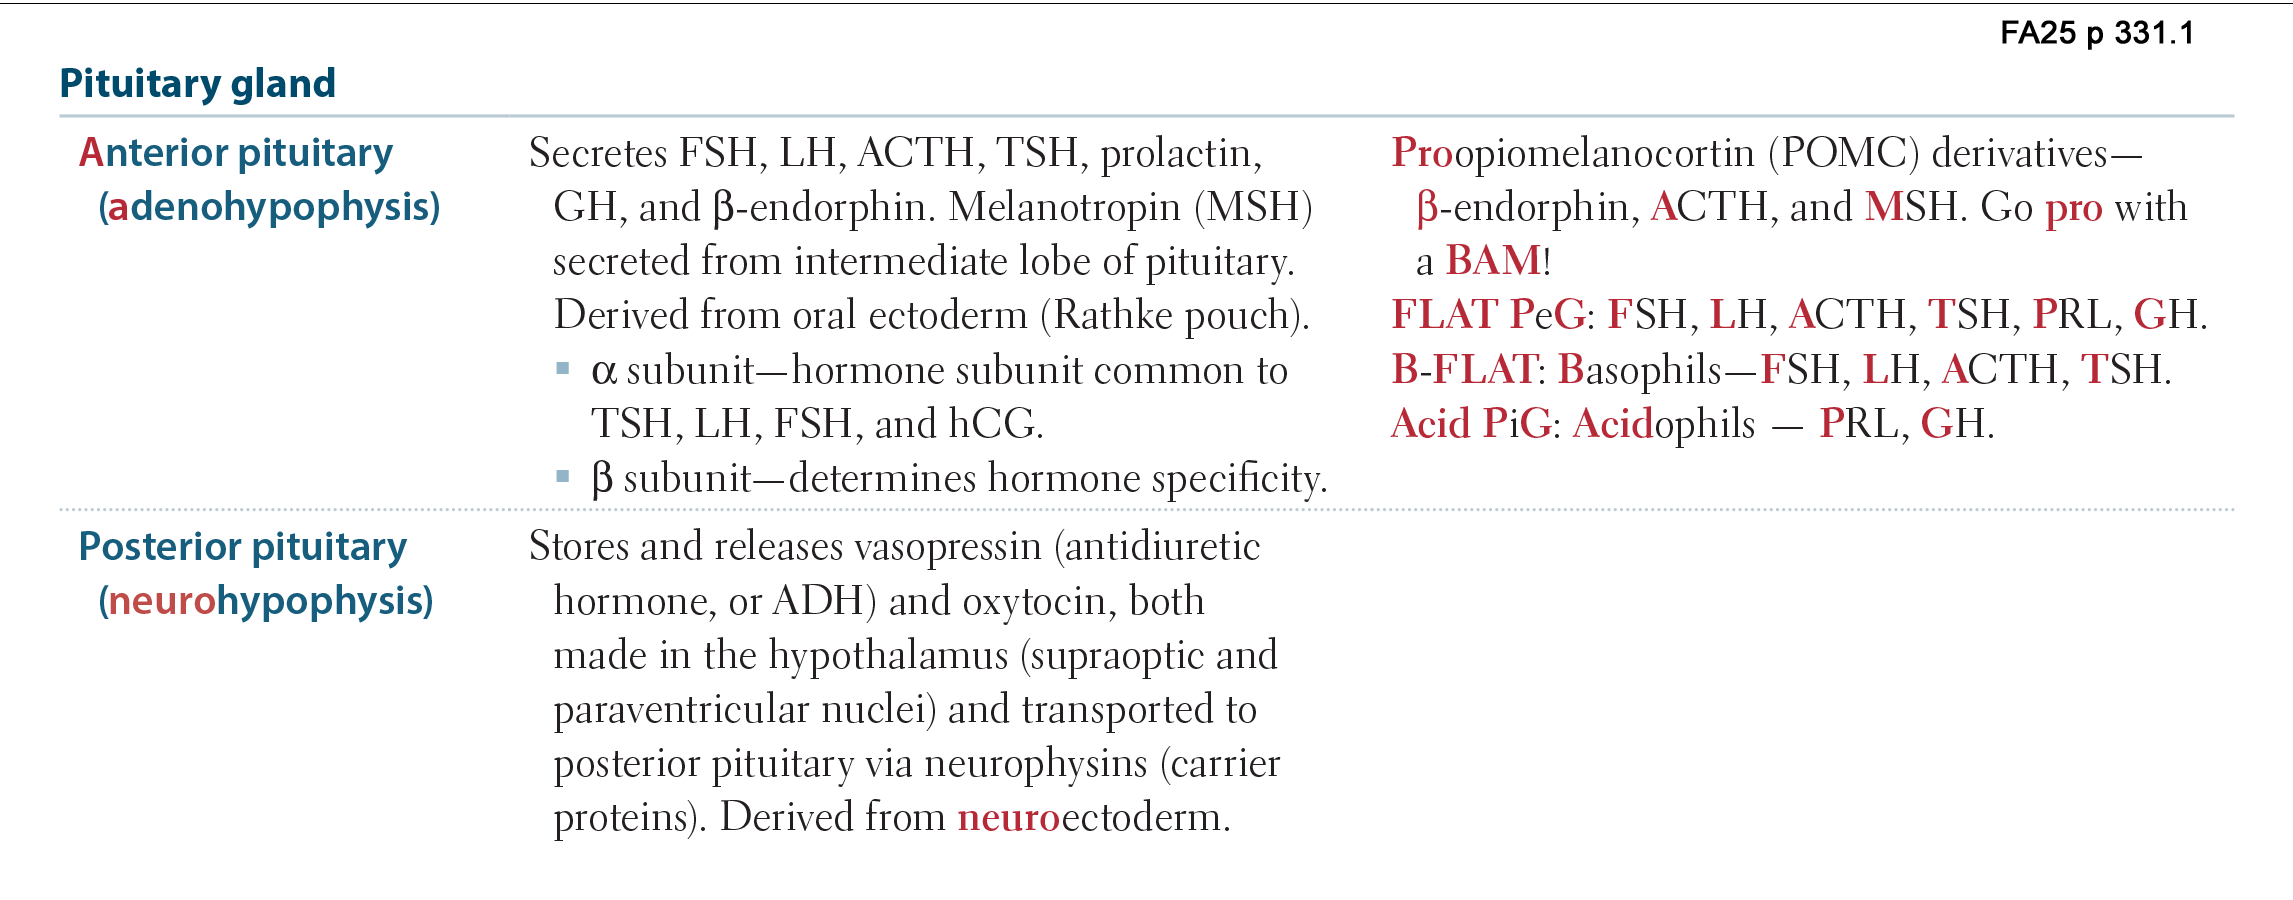 FA25 p 331.1
Pituitary gland
Anterior pituitary
(adenohypophysis)
Secretes FSH, LH, ACTH, TSH, prolactin,
GH, and β-endorphin. Melanotropin (MSH)
secreted from intermediate lobe of pituitary.
Derived from oral ectoderm (Rathke pouch).
▪ α subunit—hormone subunit common to
TSH, LH, FSH, and hCG.
▪ β subunit—determines hormone specificity.
Proopiomelanocortin (POMC) derivatives—
β-endorphin, ACTH, and MSH. Go pro with
a BAM!
FLAT PeG: FSH, LH, ACTH, TSH, PRL, GH.
B-FLAT: Basophils—FSH, LH, ACTH, TSH.
Acid PiG: Acidophils — PRL, GH.
Posterior pituitary
(neurohypophysis)
Stores and releases vasopressin (antidiuretic
hormone, or ADH) and oxytocin, both
made in the hypothalamus (supraoptic and
paraventricular nuclei) and transported to
posterior pituitary via neurophysins (carrier
proteins). Derived from neuroectoderm.